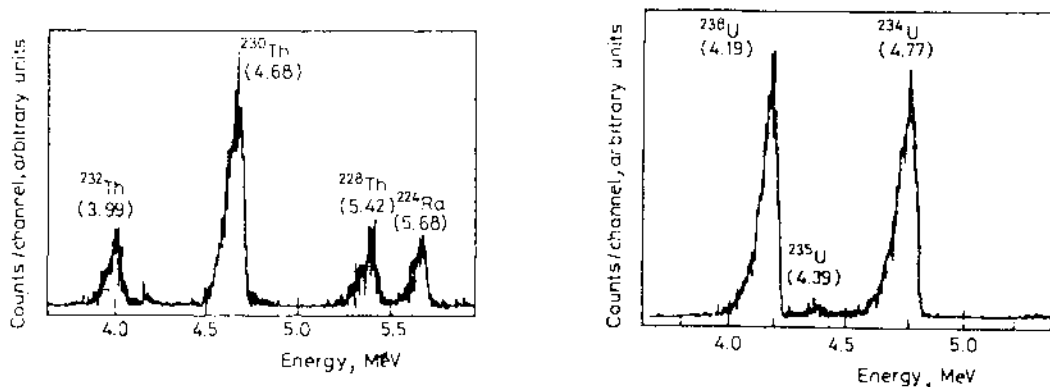 Counts/channel, arbitrary units
²³⁰Th
(4.68)
²³²Th
(3.99)
²²⁸Th
(5.42)
²²⁴Ra
(5.68)
4.0 4.5 5.0 5.5
Energy, MeV
Counts/channel, arbitrary units
²³⁸U
(4.19)
²³⁴U
(4.77)
²³⁵U
(4.39)
4.0 4.5 5.0
Energy, MeV